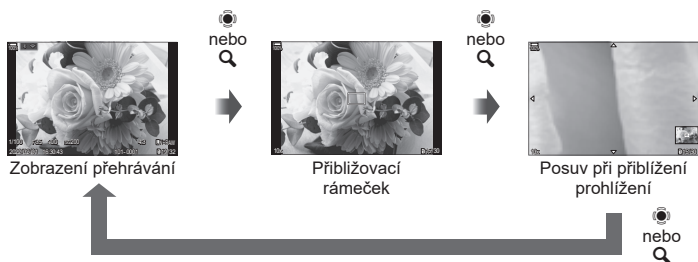 nebo
nebo
Zobrazení přehrávání
Přibližovací
rámeček
Posuv při přiblížení
prohlížení
nebo